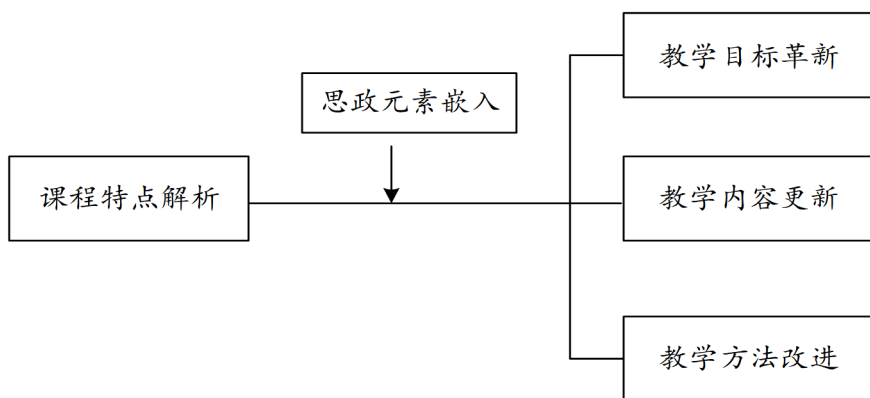 教学目标革新
思政元素嵌入
课程特点解析
教学内容更新
教学方法改进